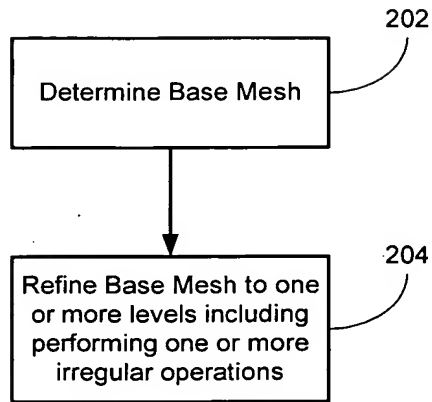 202
Determine Base Mesh
204
Refine Base Mesh to one
or more levels including
performing one or more
irregular operations